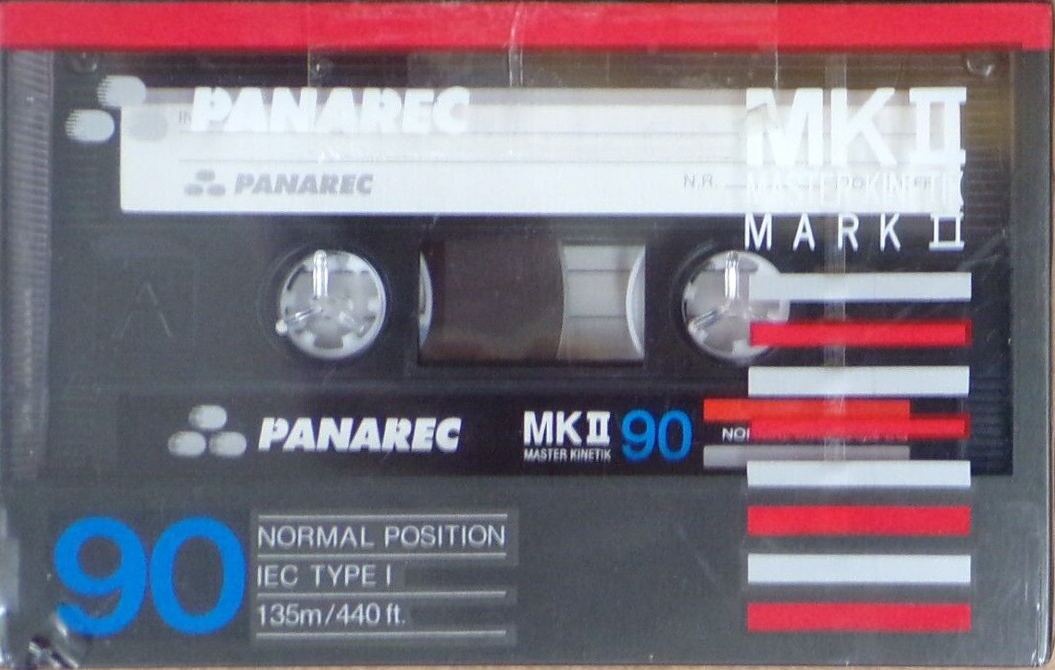 PANAREC
MK II
MASTER KINETIK
MARK II
PANAREC
N.R.
PANAREC
MK II 90
MASTER KINETIK
90
NORMAL POSITION
IEC TYPE I
135m/440 ft.